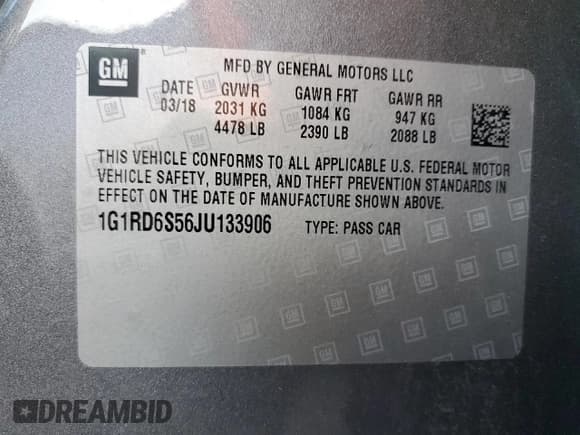 GM
MFD BY GENERAL MOTORS LLC
DATE GVWR GAWR FRT GAWR RR
03/18 2031 KG 1084 KG 947 KG
4478 LB 2390 LB 2088 LB
THIS VEHICLE CONFORMS TO ALL APPLICABLE U.S. FEDERAL MOTOR
VEHICLE SAFETY, BUMPER, AND THEFT PREVENTION STANDARDS IN
EFFECT ON THE DATE OF MANUFACTURE SHOWN ABOVE.
1G1RD6S56JU133906 TYPE: PASS CAR
DREAMBID